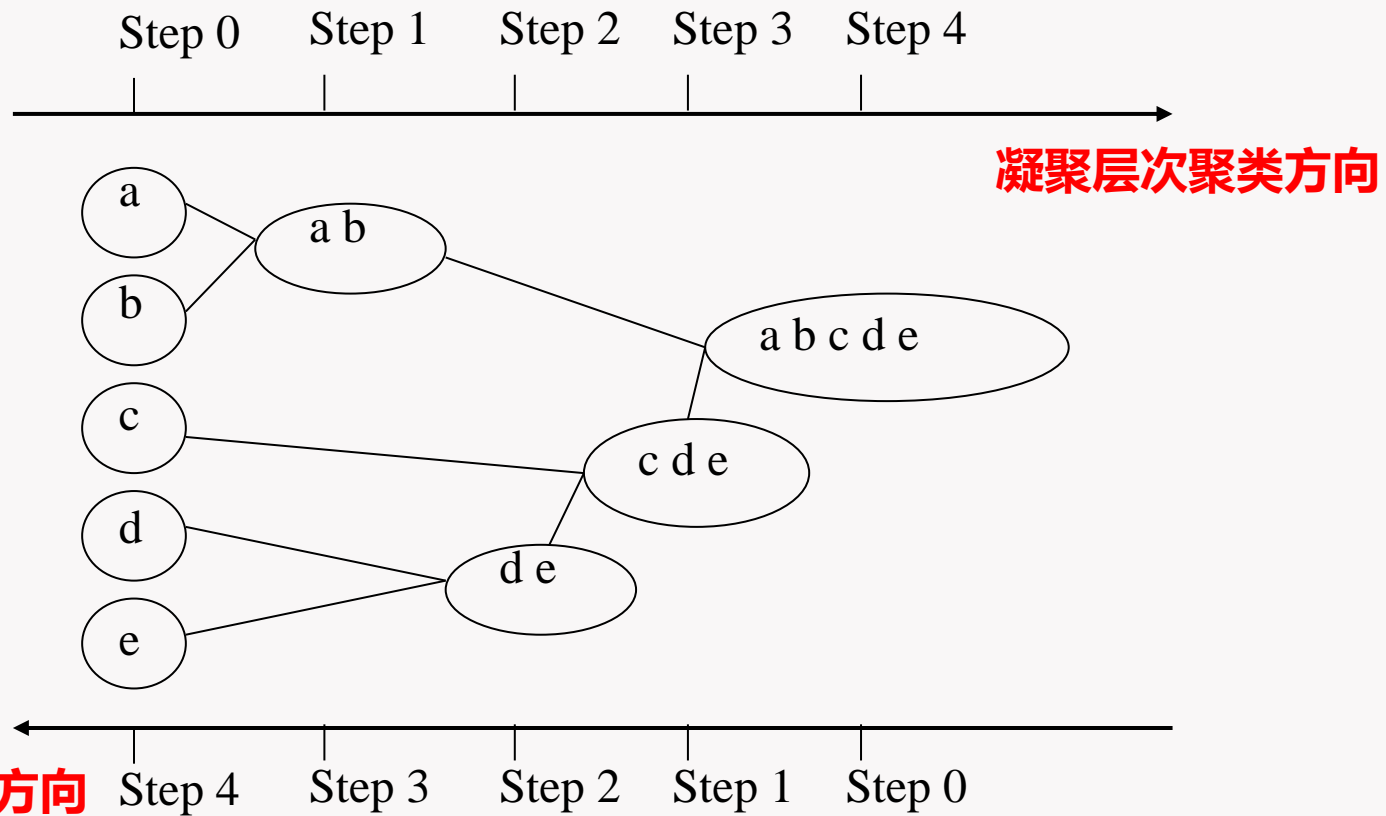 Step 0 Step 1 Step 2 Step 3 Step 4
凝聚层次聚类方向
a
a b
b
a b c d e
c
c d e
d
d e
e
方向
Step 4 Step 3 Step 2 Step 1 Step 0